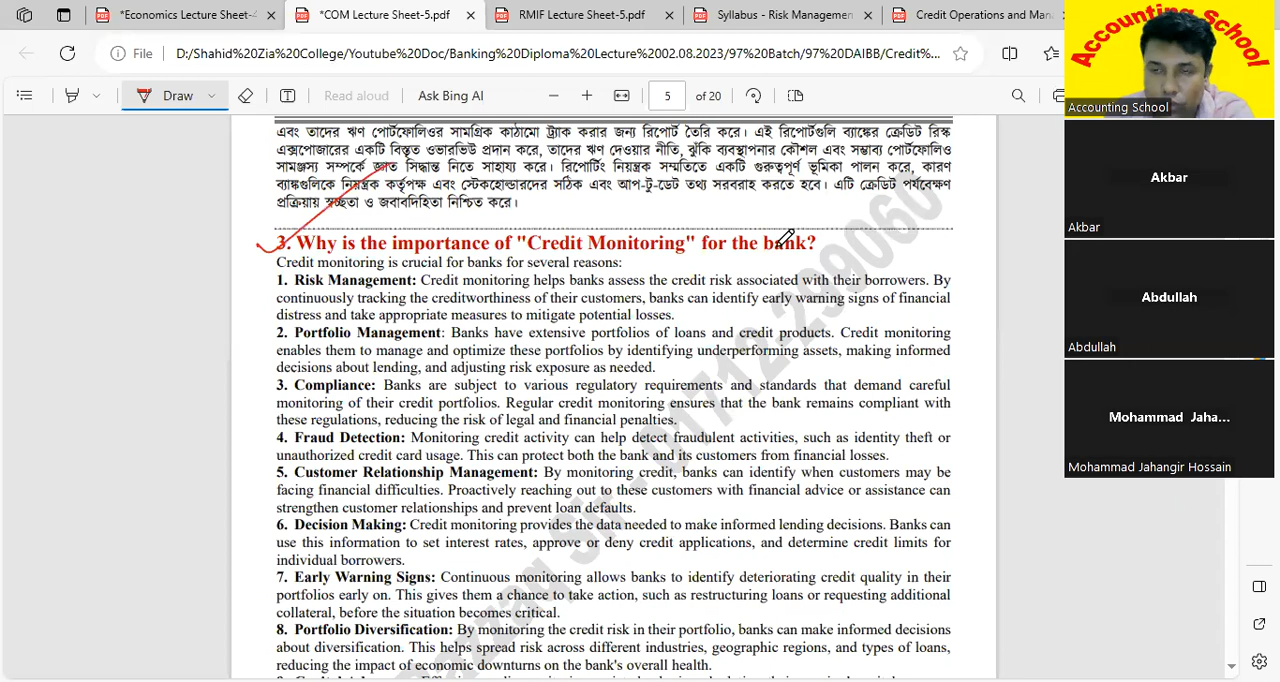 *Economics Lecture Sheet-4
*COM Lecture Sheet-5.pdf
RMIF Lecture Sheet-5.pdf
Syllabus - Risk Managemen
Credit Operations and Mana
File
D:/Shahid%20Zia%20College/Youtube%20Doc/Banking%20Diploma%20Lecture%2002.08.2023/97%20Batch/97%20DAIBB/Credit%...
Draw
Read aloud
Ask Bing AI
5
of 20
এবং তাদের ঋণ পোর্টফোলিওর সামগ্রিক কাঠামো ট্র্যাক করার জন্য রিপোর্ট তৈরি করে। এই রিপোর্টগুলি ব্যাংকের ক্রেডিট রিস্ক
এক্সপোজারের একটি বিস্তৃত ওভারভিউ প্রদান করে, তাদের ঋণ দেওয়ার নীতি, ঝুঁকি ব্যবস্থাপনার কৌশল এবং সম্ভাব্য পোর্টফোলিও
সামঞ্জস্য সম্পর্কে জ্ঞাত সিদ্ধান্ত নিতে সাহায্য করে। রিপোর্টিং নিয়ন্ত্রক সম্মতিতে একটি গুরুত্বপূর্ণ ভূমিকা পালন করে, কারণ
ব্যাংকগুলিকে নিয়ন্ত্রক কর্তৃপক্ষ এবং স্টেকহোল্ডারদের সঠিক এবং আপ-টু-ডেট তথ্য সরবরাহ করতে হবে। এটি ক্রেডিট পর্যবেক্ষণ
প্রক্রিয়ায় স্বচ্ছতা ও জবাবদিহিতা নিশ্চিত করে।
3. Why is the importance of "Credit Monitoring" for the bank?
Credit monitoring is crucial for banks for several reasons:
1. Risk Management: Credit monitoring helps banks assess the credit risk associated with their borrowers. By
continuously tracking the creditworthiness of their customers, banks can identify early warning signs of financial
distress and take appropriate measures to mitigate potential losses.
2. Portfolio Management: Banks have extensive portfolios of loans and credit products. Credit monitoring
enables them to manage and optimize these portfolios by identifying underperforming assets, making informed
decisions about lending, and adjusting risk exposure as needed.
3. Compliance: Banks are subject to various regulatory requirements and standards that demand careful
monitoring of their credit portfolios. Regular credit monitoring ensures that the bank remains compliant with
these regulations, reducing the risk of legal and financial penalties.
4. Fraud Detection: Monitoring credit activity can help detect fraudulent activities, such as identity theft or
unauthorized credit card usage. This can protect both the bank and its customers from financial losses.
5. Customer Relationship Management: By monitoring credit, banks can identify when customers may be
facing financial difficulties. Proactively reaching out to these customers with financial advice or assistance can
strengthen customer relationships and prevent loan defaults.
6. Decision Making: Credit monitoring provides the data needed to make informed lending decisions. Banks can
use this information to set interest rates, approve or deny credit applications, and determine credit limits for
individual borrowers.
7. Early Warning Signs: Continuous monitoring allows banks to identify deteriorating credit quality in their
portfolios early on. This gives them a chance to take action, such as restructuring loans or requesting additional
collateral, before the situation becomes critical.
8. Portfolio Diversification: By monitoring the credit risk in their portfolio, banks can make informed decisions
about diversification. This helps spread risk across different industries, geographic regions, and types of loans,
reducing the impact of economic downturns on the bank's overall health.
Razzaq Sir - 01712-299060
Accounting School
Accounting School
Akbar
Akbar
Abdullah
Abdullah
Mohammad Jaha...
Mohammad Jahangir Hossain